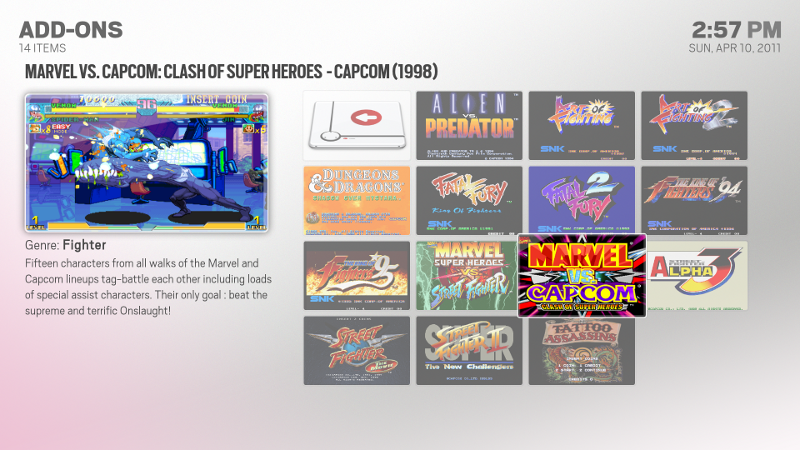 ADD-ONS
14 ITEMS
2:57 PM
SUN, APR 10, 2011
MARVEL VS. CAPCOM: CLASH OF SUPER HEROES - CAPCOM (1998)
INSERT COIN
EASY
MODE
Genre: Fighter
Fifteen characters from all walks of the Marvel and
Capcom lineups tag-battle each other including loads
of special assist characters. Their only goal : beat the
supreme and terrific Onslaught!
ALIEN
VS
PREDATOR
ART OF
FIGHTING
SNK
ART OF
FIGHTING 2
SNK
DUNGEONS
& DRAGONS
FATAL FURY
King Of Fighters
SNK
FATAL
FURY 2
SNK
THE KING OF
FIGHTERS '94
SNK
FIGHTERS 95
SNK
MARVEL
SUPER HEROES
VS.
STREET FIGHTER
MARVEL
VS.
CAPCOM
CLASH OF SUPER HEROES
ALPHA 3
STREET
FIGHTER
The Movie
SUPER
STREET
FIGHTER II
The New Challengers
TATTOO
ASSASSINS